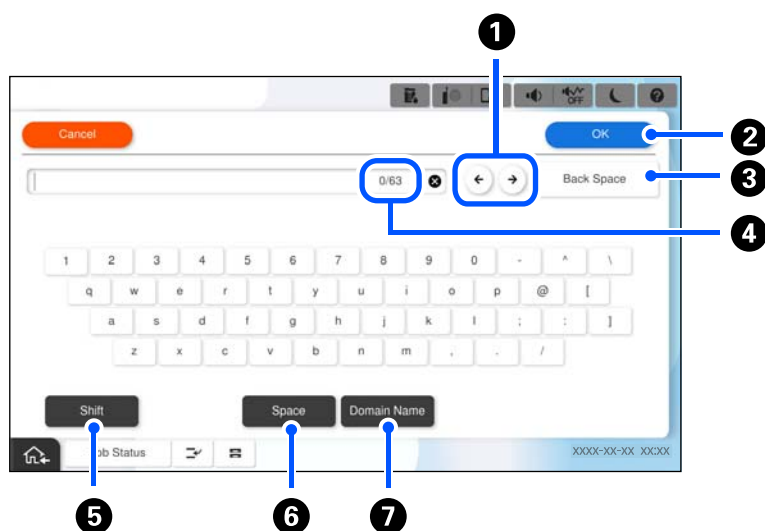 1
OFF
Cancel
OK
2
0/63
Back Space
3
4
1 2 3 4 5 6 7 8 9 0 - ^ \
q w e r t y u i o p @ [
a s d f g h j k l ; : ]
z x c v b n m , . /
Shift
Space
Domain Name
ob Status
XXXX-XX-XX XX:XX
5
6
7